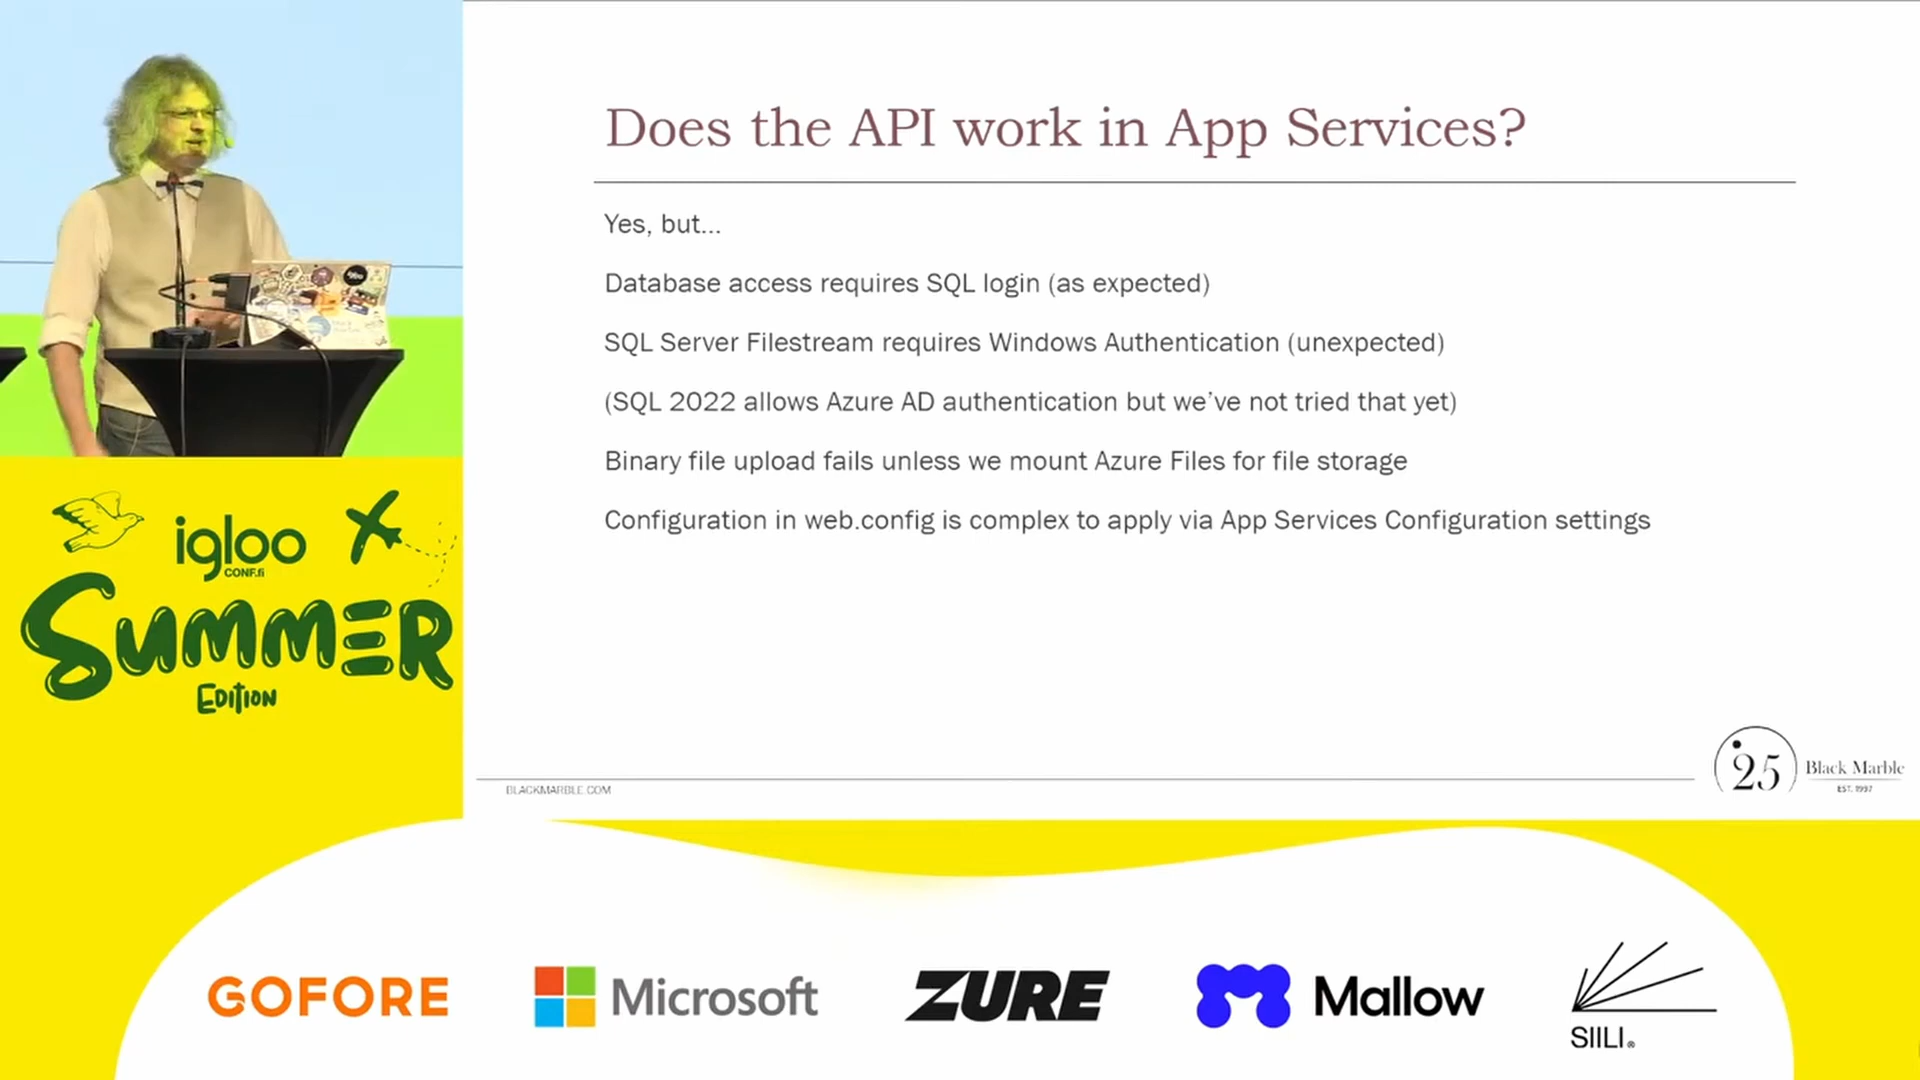 Does the API work in App Services?
Yes, but...
Database access requires SQL login (as expected)
SQL Server Filestream requires Windows Authentication (unexpected)
(SQL 2022 allows Azure AD authentication but we've not tried that yet)
Binary file upload fails unless we mount Azure Files for file storage
Configuration in web.config is complex to apply via App Services Configuration settings
BLACKMARBLE.COM
25
Black Marble
EST. 1997
igloo
CONF.fi
SUMMER
EDITION
GOFORE
Microsoft
ZURE
Mallow
SIILI®